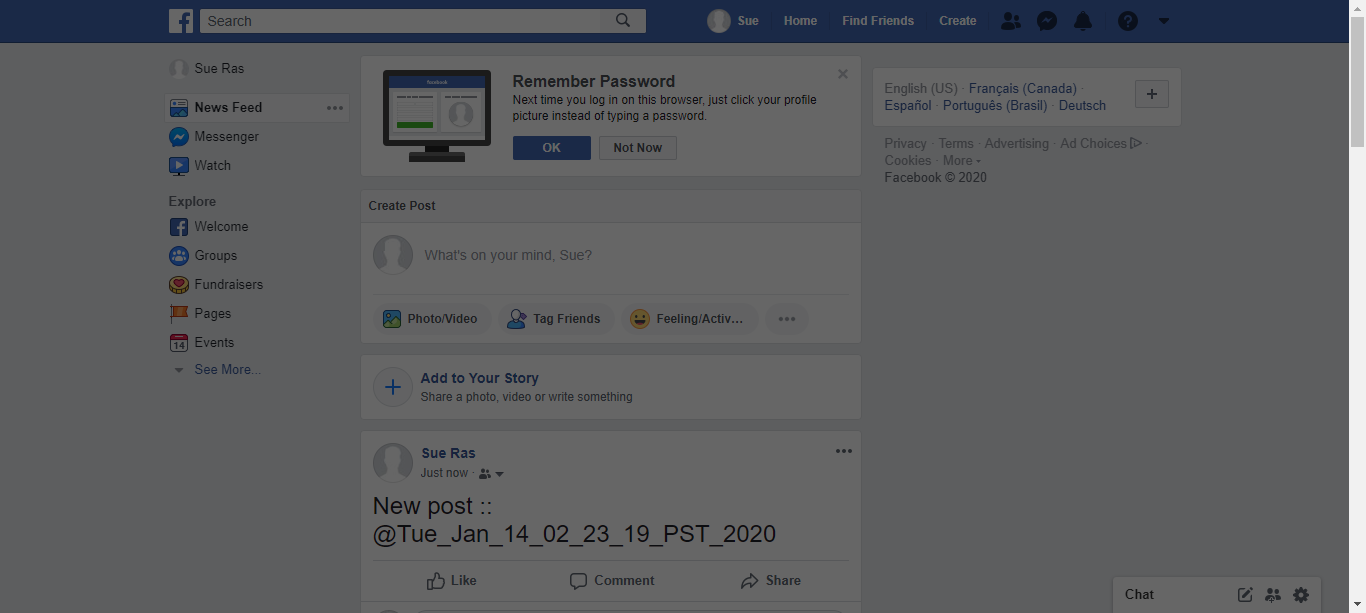 Search
Sue
Home
Find Friends
Create
Sue Ras
News Feed
Messenger
Watch
Explore
Welcome
Groups
Fundraisers
Pages
14
Events
See More...
facebook
Remember Password
Next time you log in on this browser, just click your profile
picture instead of typing a password.
OK
Not Now
Create Post
What's on your mind, Sue?
Photo/Video
Tag Friends
Feeling/Activ...
Add to Your Story
Share a photo, video or write something
Sue Ras
Just now ·
New post ::
@Tue_Jan_14_02_23_19_PST_2020
Like
Comment
Share
English (US) · Français (Canada) ·
Español · Português (Brasil) · Deutsch
Privacy · Terms · Advertising · Ad Choices ·
Cookies · More
Facebook © 2020
Chat